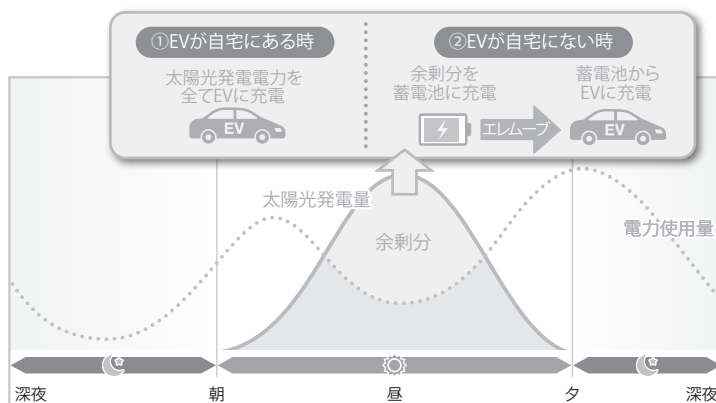 ①EVが自宅にある時
②EVが自宅にない時
太陽光発電電力を
全てEVに充電
EV
余剰分を
蓄電池に充電
エレムーブ
蓄電池から
EVに充電
EV
太陽光発電量
余剰分
電力使用量
深夜
朝
昼
夕
深夜